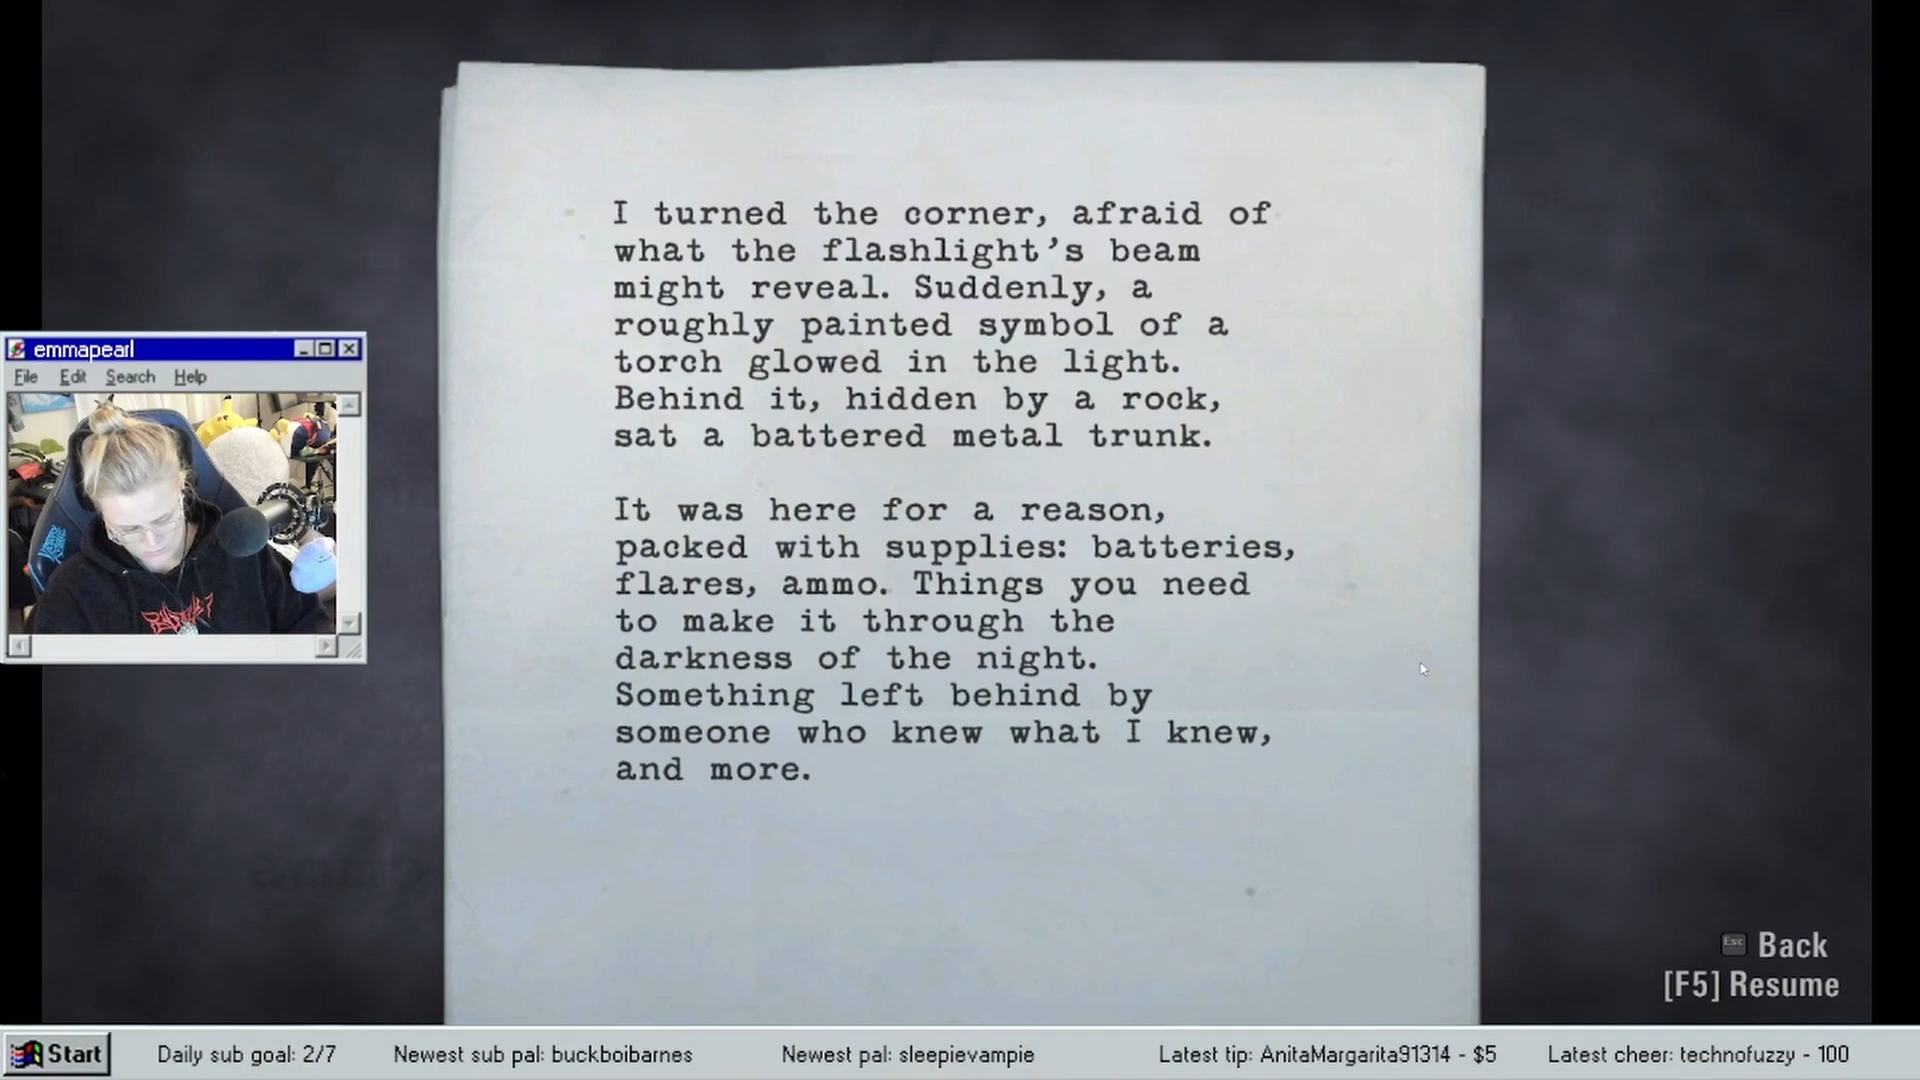 I turned the corner, afraid of
what the flashlight's beam
might reveal. Suddenly, a
roughly painted symbol of a
torch glowed in the light.
Behind it, hidden by a rock,
sat a battered metal trunk.
It was here for a reason,
packed with supplies: batteries,
flares, ammo. Things you need
to make it through the
darkness of the night.
Something left behind by
someone who knew what I knew,
and more.
emmapearl
File Edit Search Help
Esc Back
[F5] Resume
Start Daily sub goal: 2/7 Newest sub pal: buckboibarnes Newest pal: sleepievampie Latest tip: AnitaMargarita91314 - $5 Latest cheer: technofuzzy - 100